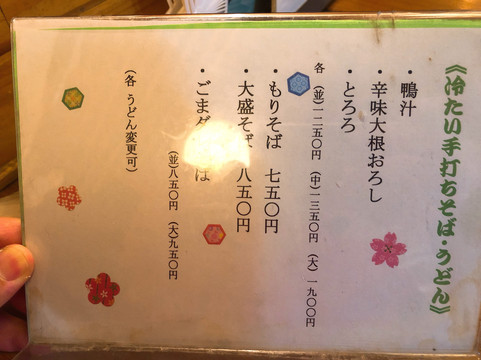 《冷たい手打ちそば・うどん》
・鴨汁
・辛味大根おろし
・とろろ
各（並）一二五〇円　（中）一三五〇円　（大）一九〇〇円
・もりそば　七五〇円
・大盛そば　八五〇円
・ごまダ　　ば
（並）八五〇円　（大）九五〇円
（各　うどん変更可）